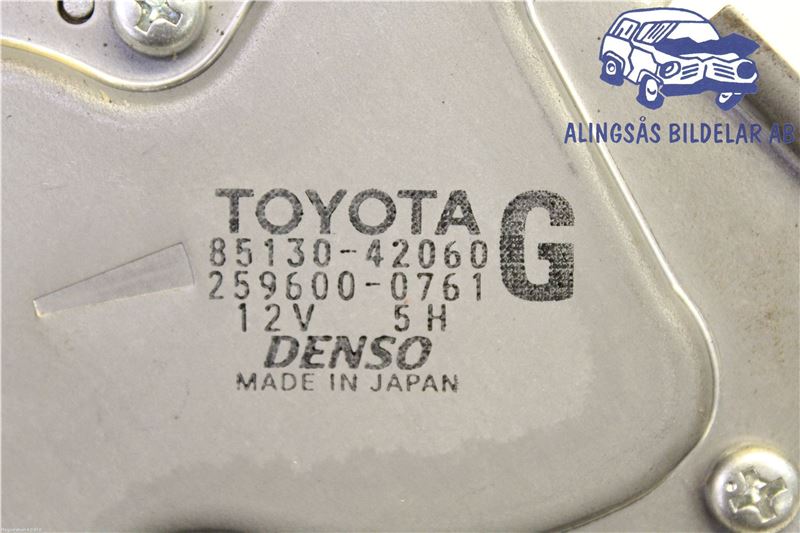 ALINGSÅS BILDELAR AB
TOYOTA
85130-42060
G
259600-0761
12V 5H
DENSO
MADE IN JAPAN